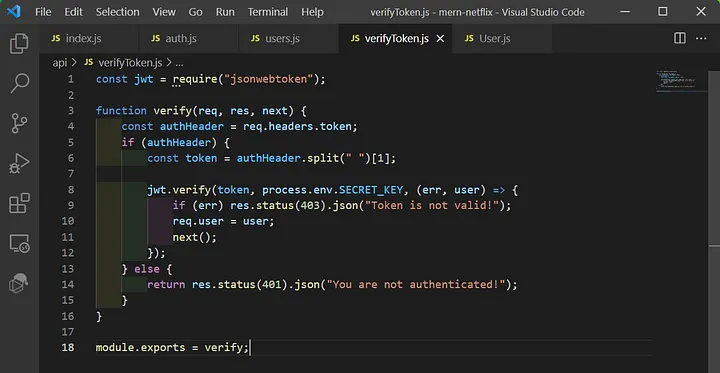 File Edit Selection View Go Run Terminal Help verifyToken.js - mern-netflix - Visual Studio Code
JS index.js JS auth.js JS users.js JS verifyToken.js JS User.js
api > JS verifyToken.js > ...
1 const jwt = require("jsonwebtoken");
2
3 function verify(req, res, next) {
4 const authHeader = req.headers.token;
5 if (authHeader) {
6 const token = authHeader.split(" ")[1];
7
8 jwt.verify(token, process.env.SECRET_KEY, (err, user) => {
9 if (err) res.status(403).json("Token is not valid!");
10 req.user = user;
11 next();
12 });
13 } else {
14 return res.status(401).json("You are not authenticated!");
15 }
16 }
17
18 module.exports = verify;